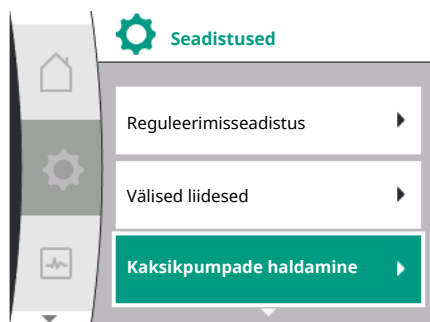 Seadistused
Reguleerimisseadistus
Välised liidesed
Kaksikpumpade haldamine